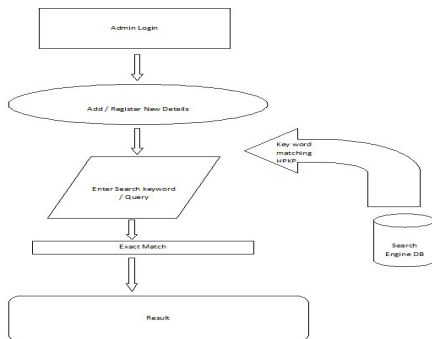 Admin Login
Add / Register New Details
Key word
matching
HPKP
Enter Search keyword
/ Query
Exact Match
Search
Engine DB
Result